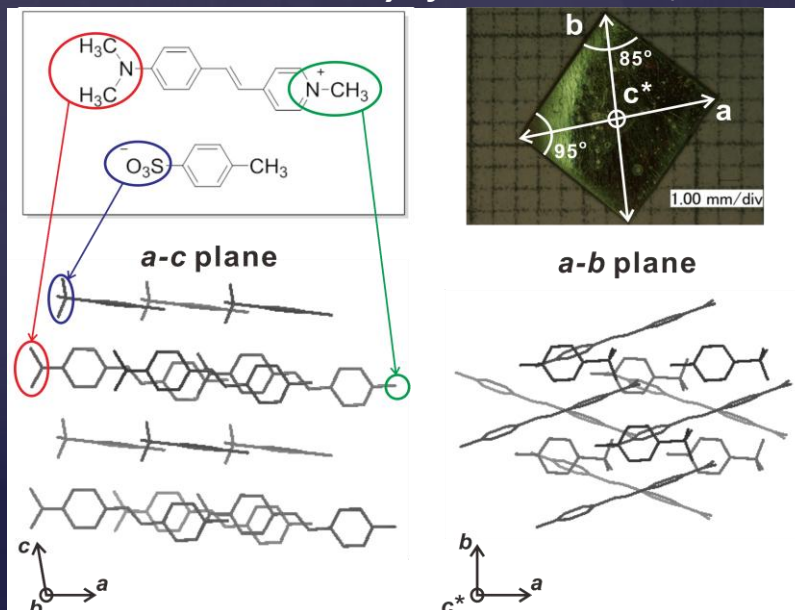 H₃C
N
H₃C
+
N
CH₃
−
O₃S
CH₃
b
85°
c*
a
95°
1.00 mm/div
a-c plane
a-b plane
c
b
a
b
c*
a